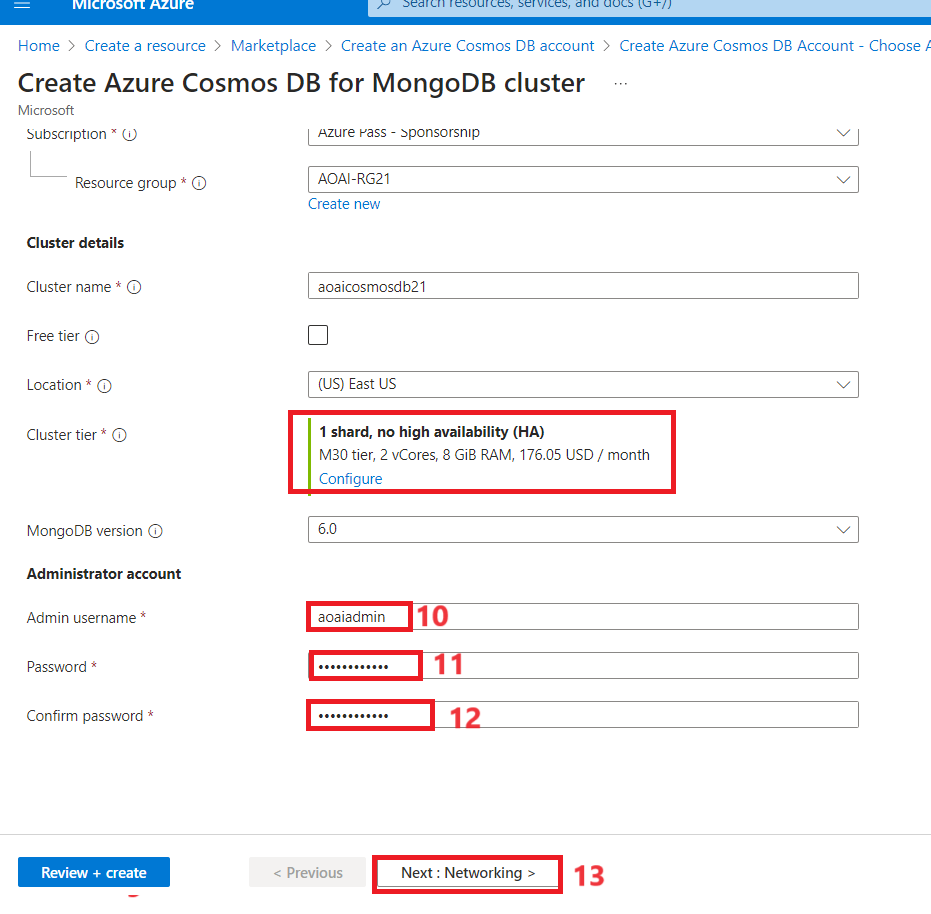 Microsoft Azure
Search resources, services, and docs (G+/)
Home > Create a resource > Marketplace > Create an Azure Cosmos DB account > Create Azure Cosmos DB Account - Choose A
Create Azure Cosmos DB for MongoDB cluster ...
Microsoft
Subscription *
Azure Pass - Sponsorship
Resource group *
AOAI-RG21
Create new
Cluster details
Cluster name *
aoaicosmosdb21
Free tier
Location *
(US) East US
Cluster tier *
1 shard, no high availability (HA)
M30 tier, 2 vCores, 8 GiB RAM, 176.05 USD / month
Configure
MongoDB version
6.0
Administrator account
Admin username *
aoaiadmin 10
Password *
•••••••••••• 11
Confirm password *
•••••••••••• 12
Review + create
< Previous
Next : Networking > 13